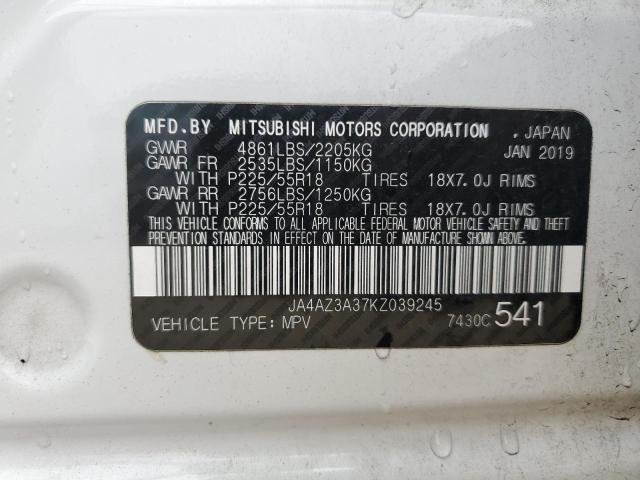 MFD.BY MITSUBISHI MOTORS CORPORATION . JAPAN
GWWR 4861LBS/2205KG JAN 2019
GAWR FR 2535LBS/1150KG
WITH P225/55R18 TIRES 18X7.0J RIMS
GAWR RR 2756LBS/1250KG
WITH P225/55R18 TIRES 18X7.0J RIMS
THIS VEHICLE CONFORMS TO ALL APPLICABLE FEDERAL MOTOR VEHICLE SAFETY AND THEFT
PREVENTION STANDARDS IN EFFECT ON THE DATE OF MANUFACTURE SHOWN ABOVE.
JA4AZ3A37KZ039245
VEHICLE TYPE: MPV 7430C 541